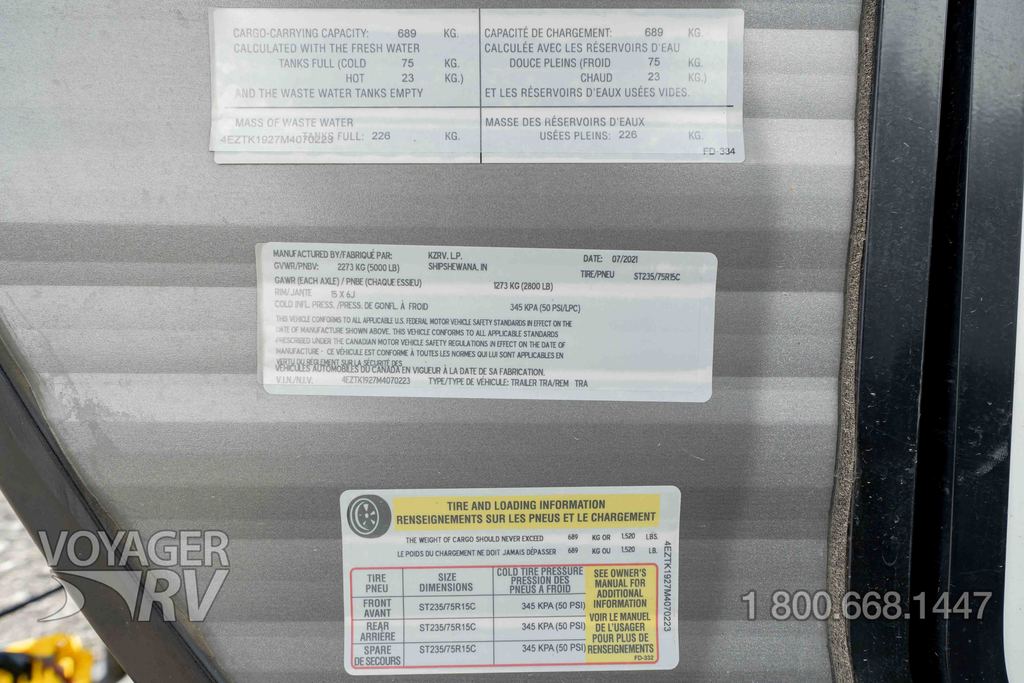 CARGO-CARRYING CAPACITY: 689 KG.
CALCULATED WITH THE FRESH WATER
TANKS FULL (COLD 75 KG.
HOT 23 KG.)
AND THE WASTE WATER TANKS EMPTY
MASS OF WASTE WATER
TANKS FULL: 226 KG.
4EZTK1927M4070223
CAPACITÉ DE CHARGEMENT: 689 KG.
CALCULÉE AVEC LES RÉSERVOIRS D'EAU
DOUCE PLEINS (FROID 75 KG.
CHAUD 23 KG.)
ET LES RÉSERVOIRS D'EAUX USÉES VIDES.
MASSE DES RÉSERVOIRS D'EAUX
USÉES PLEINS: 226 KG.
FD-334
MANUFACTURED BY/FABRIQUÉ PAR: KZRV, L.P. DATE: 07/2021
GVWR/PNBV: 2273 KG (5000 LB) SHIPSHEWANA, IN TIRE/PNEU ST235/75R15C
GAWR (EACH AXLE) / PNBE (CHAQUE ESSIEU) 1273 KG (2800 LB)
RIM/JANTE 15 X 6J
COLD INFL. PRESS. /PRESS. DE GONFL. À FROID 345 KPA (50 PSI/LPC)
THIS VEHICLE CONFORMS TO ALL APPLICABLE U.S. FEDERAL MOTOR VEHICLE SAFETY STANDARDS IN EFFECT ON THE
DATE OF MANUFACTURE SHOWN ABOVE. THIS VEHICLE CONFORMS TO ALL APPLICABLE STANDARDS
PRESCRIBED UNDER THE CANADIAN MOTOR VEHICLE SAFETY REGULATIONS IN EFFECT ON THE DATE OF
MANUFACTURE - CE VÉHICULE EST CONFORME À TOUTES LES NORMES QUI LUI SONT APPLICABLES EN
VERTU DU RÈGLEMENT SUR LA SÉCURITÉ DES
VÉHICULES AUTOMOBILES DU CANADA EN VIGUEUR À LA DATE DE SA FABRICATION.
V.I.N./N.I.V. 4EZTK1927M4070223 TYPE/TYPE DE VÉHICULE: TRAILER TRA/REM TRA
TIRE AND LOADING INFORMATION
RENSEIGNEMENTS SUR LES PNEUS ET LE CHARGEMENT
THE WEIGHT OF CARGO SHOULD NEVER EXCEED 689 KG OR 1,520 LBS.
LE POIDS DU CHARGEMENT NE DOIT JAMAIS DÉPASSER 689 KG OU 1,520 LB.
TIRE
PNEU
SIZE
DIMENSIONS
COLD TIRE PRESSURE
PRESSION DES
PNEUS A FROID
FRONT
AVANT
ST235/75R15C 345 KPA (50 PSI)
REAR
ARRIÈRE
ST235/75R15C 345 KPA (50 PSI)
SPARE
DE SECOURS
ST235/75R15C 345 KPA (50 PSI)
SEE OWNER'S
MANUAL FOR
ADDITIONAL
INFORMATION
VOIR LE MANUEL
DE L'USAGER
POUR PLUS DE
RENSEIGNEMENTS
FD-332
4EZTK1927M4070223
VOYAGER
RV
1 800.668.1447